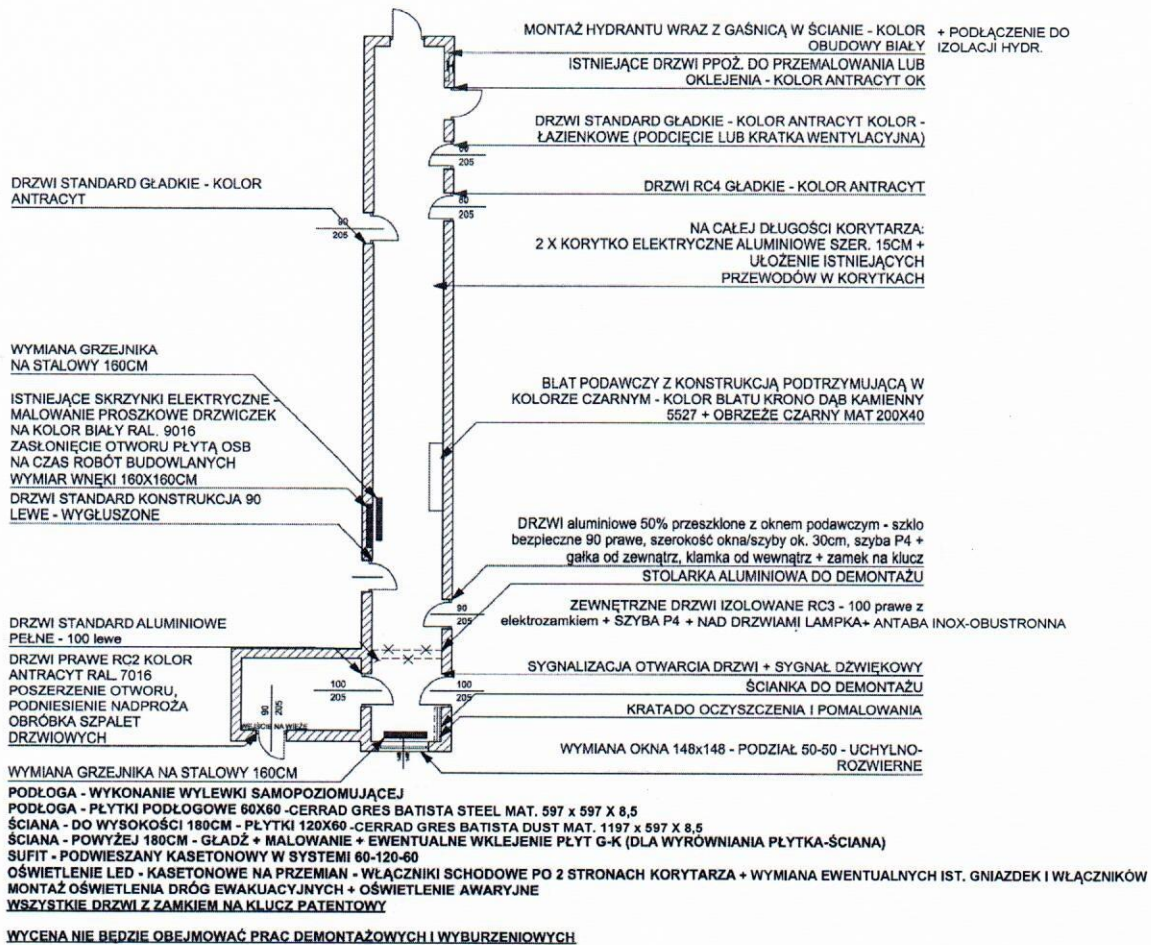 MONTAŻ HYDRANTU WRAZ Z GAŚNICĄ W ŚCIANIE - KOLOR
OBUDOWY BIAŁY
+ PODŁĄCZENIE DO
IZOLACJI HYDR.
H
ISTNIEJĄCE DRZWI PPOŻ. DO PRZEMALOWANIA LUB
OKLEJENIA - KOLOR ANTRACYT OK
DRZWI STANDARD GŁADKIE - KOLOR ANTRACYT KOLOR -
ŁAZIENKOWE (PODCIĘCIE LUB KRATKA WENTYLACYJNA)
80
205
DRZWI RC4 GŁADKIE - KOLOR ANTRACYT
80
205
DRZWI STANDARD GŁADKIE - KOLOR
ANTRACYT
90
205
NA CAŁEJ DŁUGOŚCI KORYTARZA:
2 X KORYTKO ELEKTRYCZNE ALUMINIOWE SZER. 15CM +
UŁOŻENIE ISTNIEJĄCYCH
PRZEWODÓW W KORYTKACH
WYMIANA GRZEJNIKA
NA STALOWY 160CM
ISTNIEJĄCE SKRZYNKI ELEKTRYCZNE -
MALOWANIE PROSZKOWE DRZWICZEK
NA KOLOR BIAŁY RAL. 9016
ZASŁONIĘCIE OTWORU PŁYTĄ OSB
NA CZAS ROBÓT BUDOWLANYCH
WYMIAR WNĘKI 160X160CM
DRZWI STANDARD KONSTRUKCJA 90
LEWE - WYGŁUSZONE
BLAT PODAWCZY Z KONSTRUKCJĄ PODTRZYMUJĄCĄ W
KOLORZE CZARNYM - KOLOR BLATU KRONO DĄB KAMIENNY
5527 + OBRZEŻE CZARNY MAT 200X40
DRZWI aluminiowe 50% przeszklone z oknem podawczym - szkło
bezpieczne 90 prawe, szerokość okna/szyby ok. 30cm, szyba P4 +
gałka od zewnątrz, klamka od wewnątrz + zamek na klucz
STOLARKA ALUMINIOWA DO DEMONTAŻU
90
205
ZEWNĘTRZNE DRZWI IZOLOWANE RC3 - 100 prawe z
elektrozamkiem + SZYBA P4 + NAD DRZWIAMI LAMPKA+ ANTABA INOX-OBUSTRONNA
DRZWI STANDARD ALUMINIOWE
PEŁNE - 100 lewe
DRZWI PRAWE RC2 KOLOR
ANTRACYT RAL. 7016
POSZERZENIE OTWORU,
PODNIESIENIE NADPROŻA
OBRÓBKA SZPALET
DRZWIOWYCH
90
205
WEJŚCIE NA WIEŻĘ
100
205
100
205
SYGNALIZACJA OTWARCIA DRZWI + SYGNAŁ DŹWIĘKOWY
ŚCIANKA DO DEMONTAŻU
KRATA DO OCZYSZCZENIA I POMALOWANIA
WYMIANA OKNA 148x148 - PODZIAŁ 50-50 - UCHYLNO-
ROZWIERNE
WYMIANA GRZEJNIKA NA STALOWY 160CM
PODŁOGA - WYKONANIE WYLEWKI SAMOPOZIOMUJĄCEJ
PODŁOGA - PŁYTKI PODŁOGOWE 60X60 -CERRAD GRES BATISTA STEEL MAT. 597 x 597 X 8,5
ŚCIANA - DO WYSOKOŚCI 180CM - PŁYTKI 120X60 -CERRAD GRES BATISTA DUST MAT. 1197 x 597 X 8,5
ŚCIANA - POWYŻEJ 180CM - GŁADŹ + MALOWANIE + EWENTUALNE WKLEJENIE PŁYT G-K (DLA WYRÓWNIANIA PŁYTKA-ŚCIANA)
SUFIT - PODWIESZANY KASETONOWY W SYSTEMI 60-120-60
OŚWIETLENIE LED - KASETONOWE NA PRZEMIAN - WŁĄCZNIKI SCHODOWE PO 2 STRONACH KORYTARZA + WYMIANA EWENTUALNYCH IST. GNIAZDEK I WŁĄCZNIKÓW
MONTAŻ OŚWIETLENIA DRÓG EWAKUACYJNYCH + OŚWIETLENIE AWARYJNE
WSZYSTKIE DRZWI Z ZAMKIEM NA KLUCZ PATENTOWY
WYCENA NIE BĘDZIE OBEJMOWAĆ PRAC DEMONTAŻOWYCH I WYBURZENIOWYCH